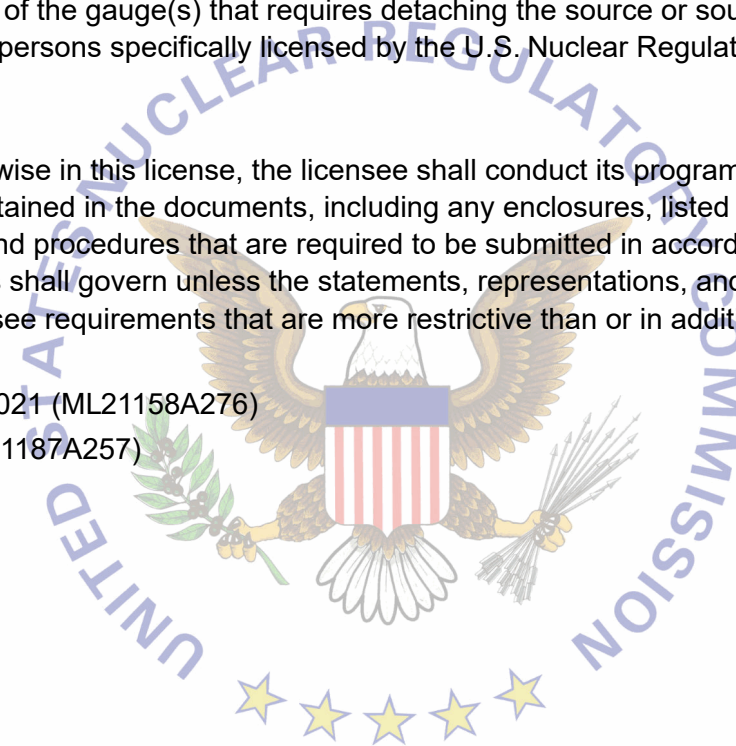 of the gauge(s) that requires detaching the source or sou
persons specifically licensed by the U.S. Nuclear Regulat
wise in this license, the licensee shall conduct its program
tained in the documents, including any enclosures, listed
nd procedures that are required to be submitted in accord
s shall govern unless the statements, representations, and
see requirements that are more restrictive than or in addit
021 (ML21158A276)
1187A257)
UNITED STATES NUCLEAR REGULATORY COMMISSION